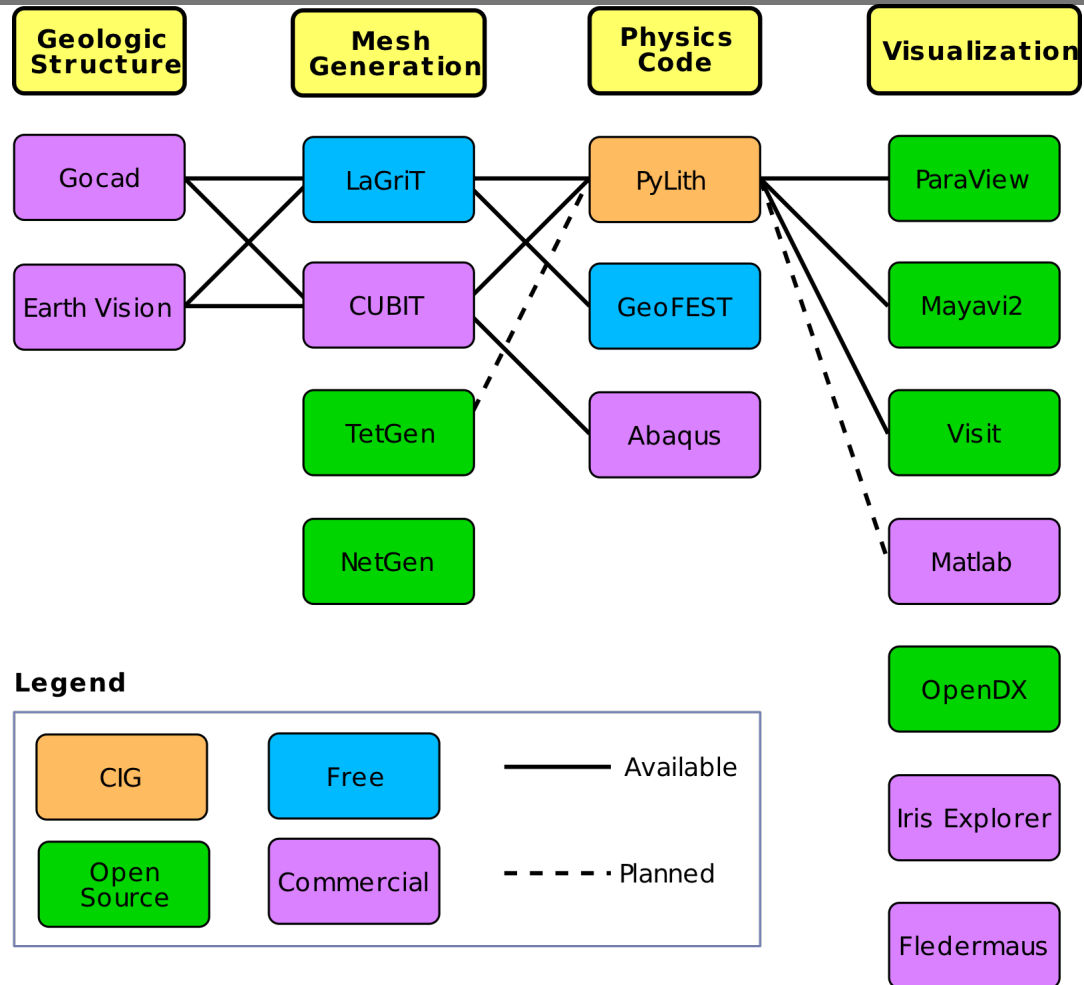 Geologic
Structure
Mesh
Generation
Physics
Code
Visualization
Gocad
LaGriT
PyLith
ParaView
Earth Vision
CUBIT
GeoFEST
Mayavi2
TetGen
Abaqus
Visit
NetGen
Matlab
OpenDX
Iris Explorer
Fledermaus
Legend
CIG
Free
Available
Open
Source
Commercial
Planned